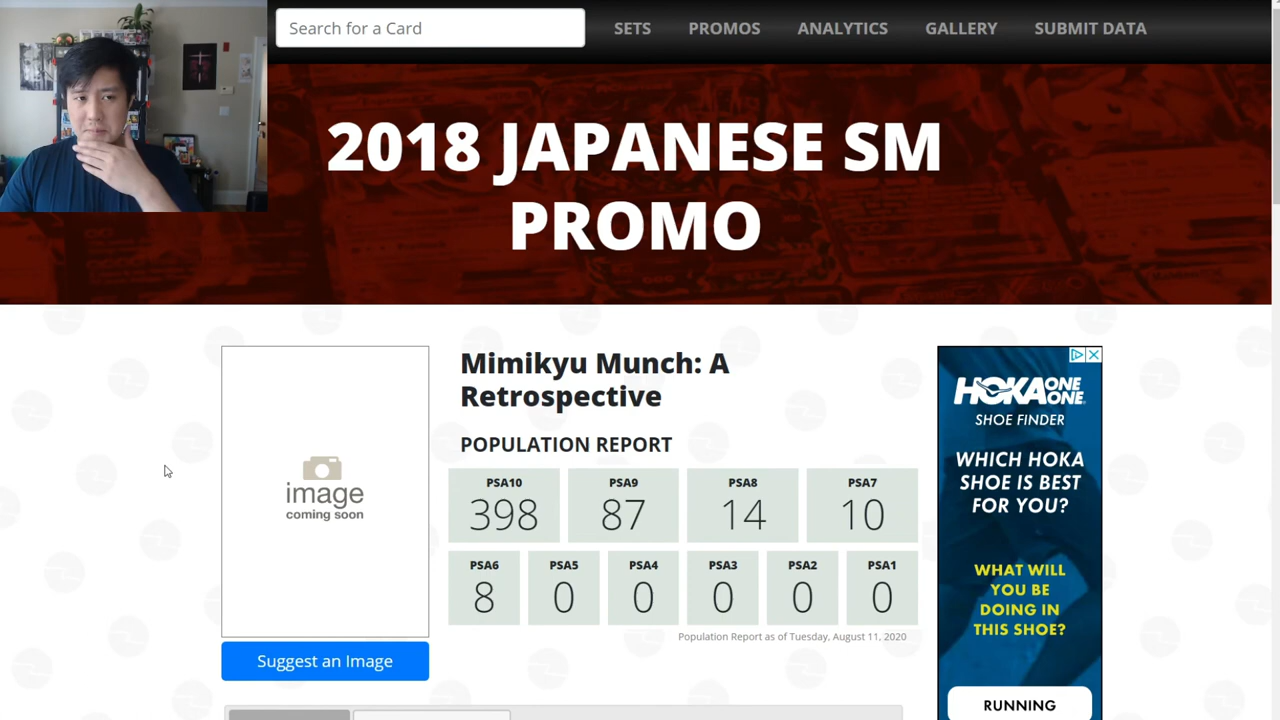 Search for a Card
SETS
PROMOS
ANALYTICS
GALLERY
SUBMIT DATA
2018 JAPANESE SM
PROMO
image
coming soon
Suggest an Image
Mimikyu Munch: A
Retrospective
POPULATION REPORT
PSA10
398
PSA9
87
PSA8
14
PSA7
10
PSA6
8
PSA5
0
PSA4
0
PSA3
0
PSA2
0
PSA1
0
Population Report as of Tuesday, August 11, 2020
HOKA ONE ONE
SHOE FINDER
WHICH HOKA
SHOE IS BEST
FOR YOU?
WHAT WILL
YOU BE
DOING IN
THIS SHOE?
RUNNING